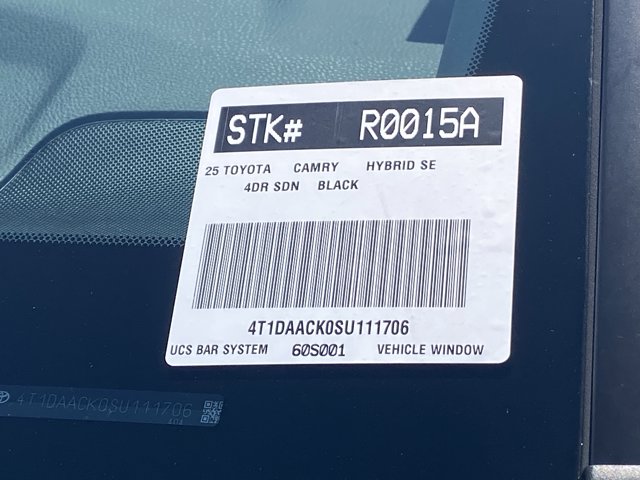 STK# R0015A
25 TOYOTA CAMRY HYBRID SE
4DR SDN BLACK
4T1DAACK0SU111706
UCS BAR SYSTEM 60S001 VEHICLE WINDOW
4T1DAACK0SU111706